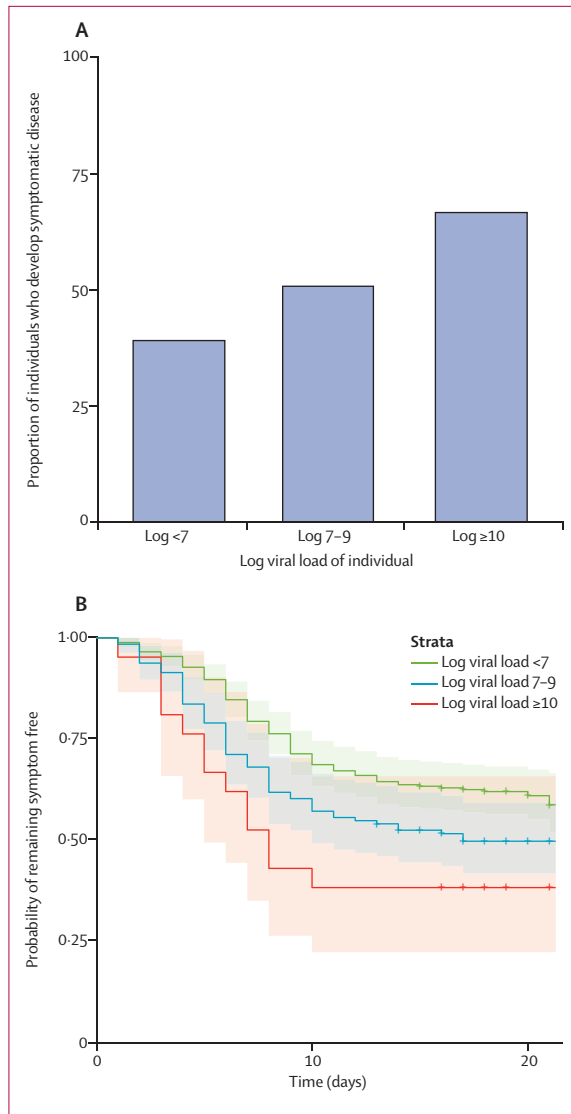 A
Proportion of individuals who develop symptomatic disease
100
75
50
25
0
Log <7
Log 7–9
Log ≥10
Log viral load of individual
B
Probability of remaining symptom free
1·00
0·75
0·50
0·25
0
Strata
Log viral load <7
Log viral load 7–9
Log viral load ≥10
0
10
20
Time (days)